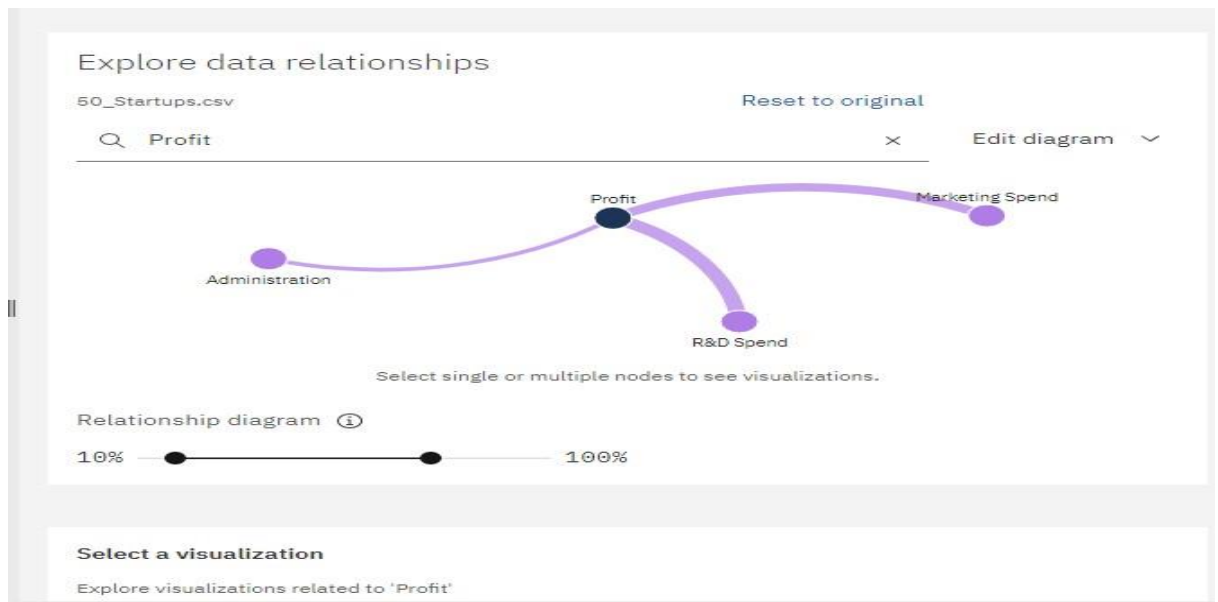 Explore data relationships
50_Startups.csv
Reset to original
Profit
Edit diagram
Profit
Marketing Spend
Administration
R&D Spend
Select single or multiple nodes to see visualizations.
Relationship diagram
10% 100%
Select a visualization
Explore visualizations related to 'Profit'